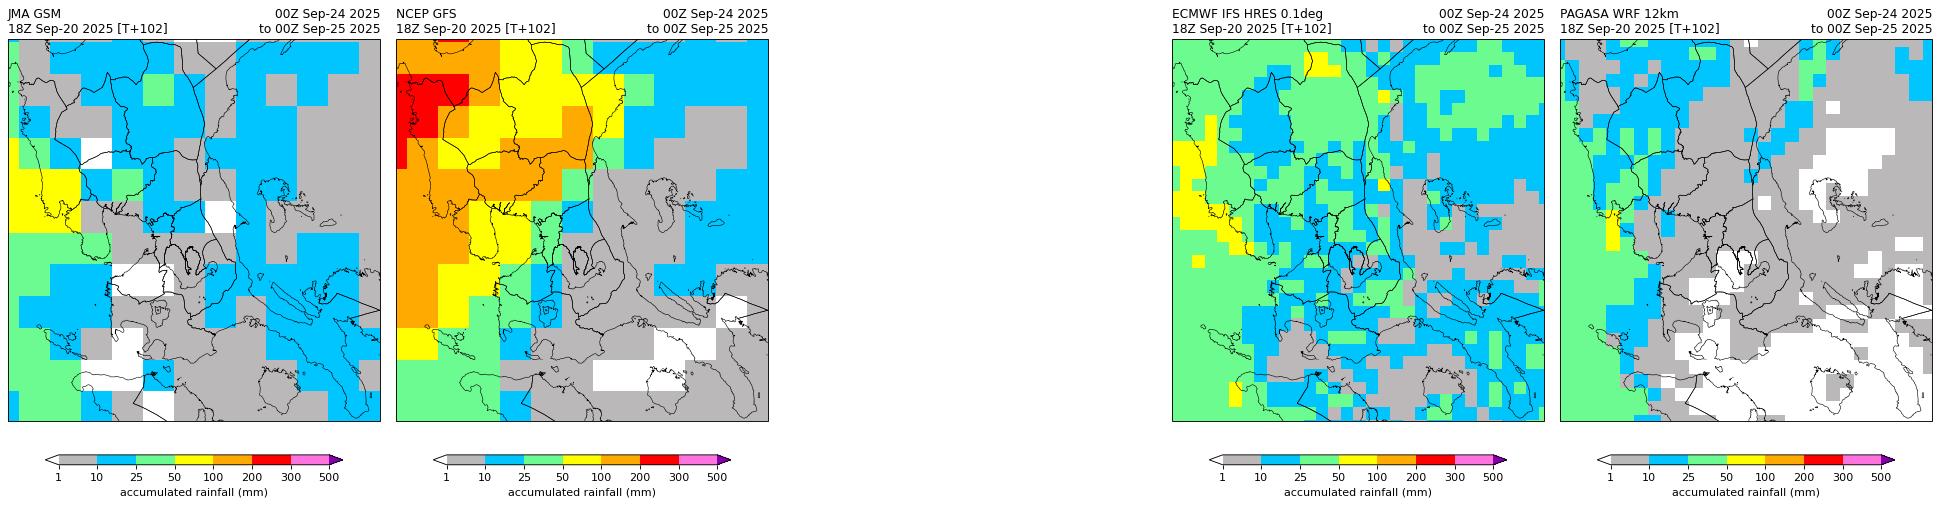 JMA GSM
00Z Sep-24 2025
18Z Sep-20 2025 [T+102]
to 00Z Sep-25 2025
NCEP GFS
00Z Sep-24 2025
18Z Sep-20 2025 [T+102]
to 00Z Sep-25 2025
ECMWF IFS HRES 0.1deg
00Z Sep-24 2025
18Z Sep-20 2025 [T+102]
to 00Z Sep-25 2025
PAGASA WRF 12km
00Z Sep-24 2025
18Z Sep-20 2025 [T+102]
to 00Z Sep-25 2025
1 10 25 50 100 200 300 500
accumulated rainfall (mm)
1 10 25 50 100 200 300 500
accumulated rainfall (mm)
1 10 25 50 100 200 300 500
accumulated rainfall (mm)
1 10 25 50 100 200 300 500
accumulated rainfall (mm)